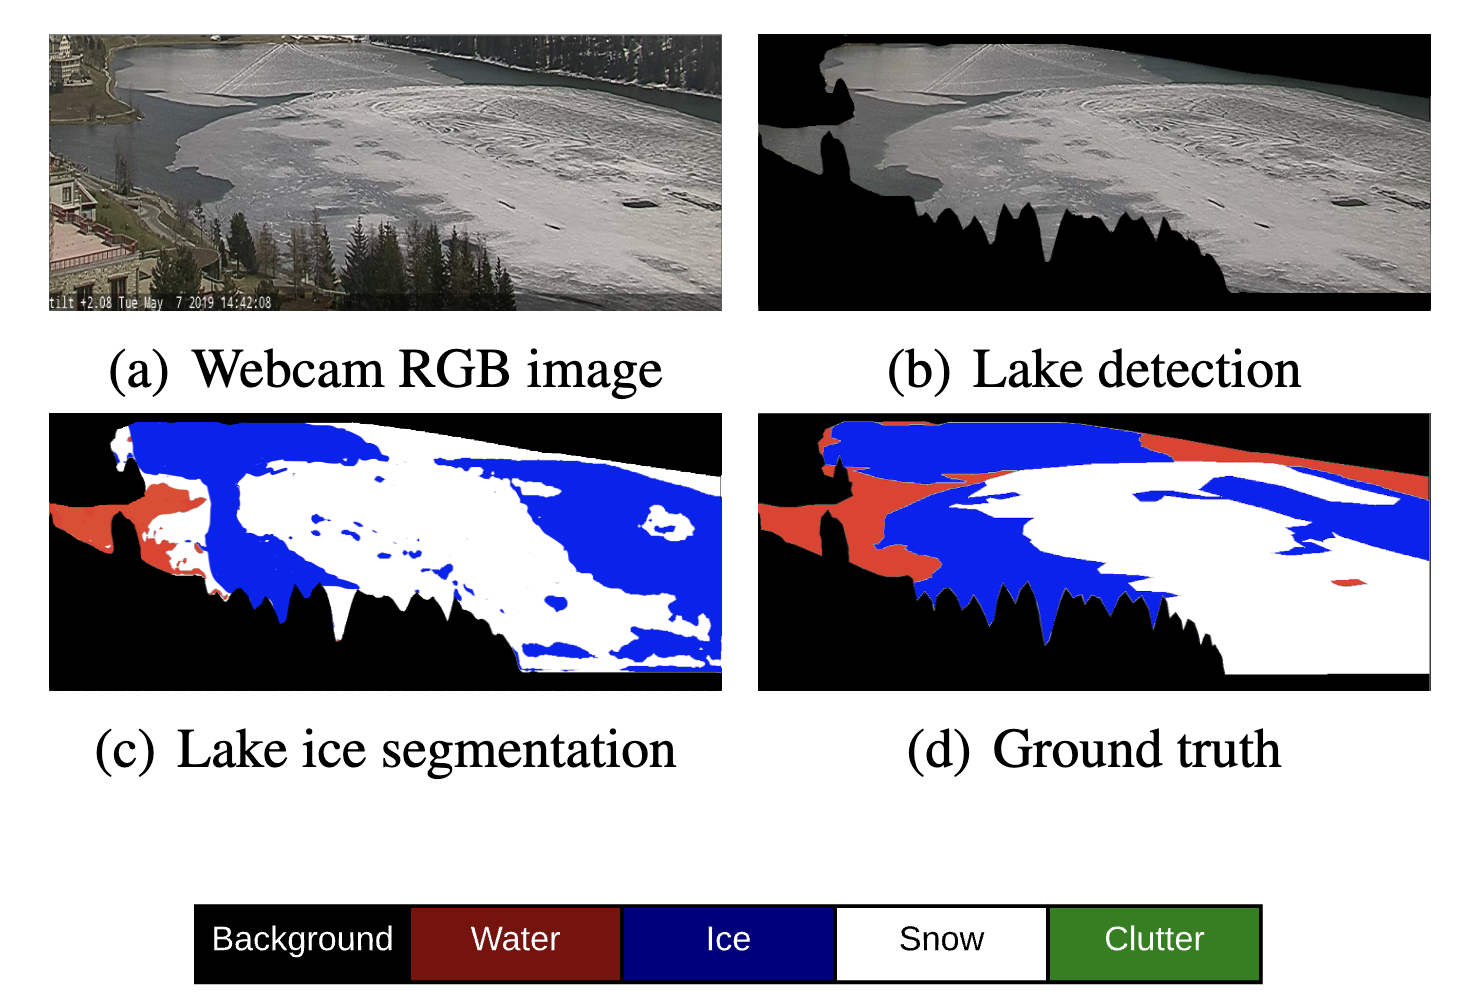 tilt +2.08 Tue May 7 2019 14:42:08
(a) Webcam RGB image
(b) Lake detection
(c) Lake ice segmentation
(d) Ground truth
Background Water Ice Snow Clutter